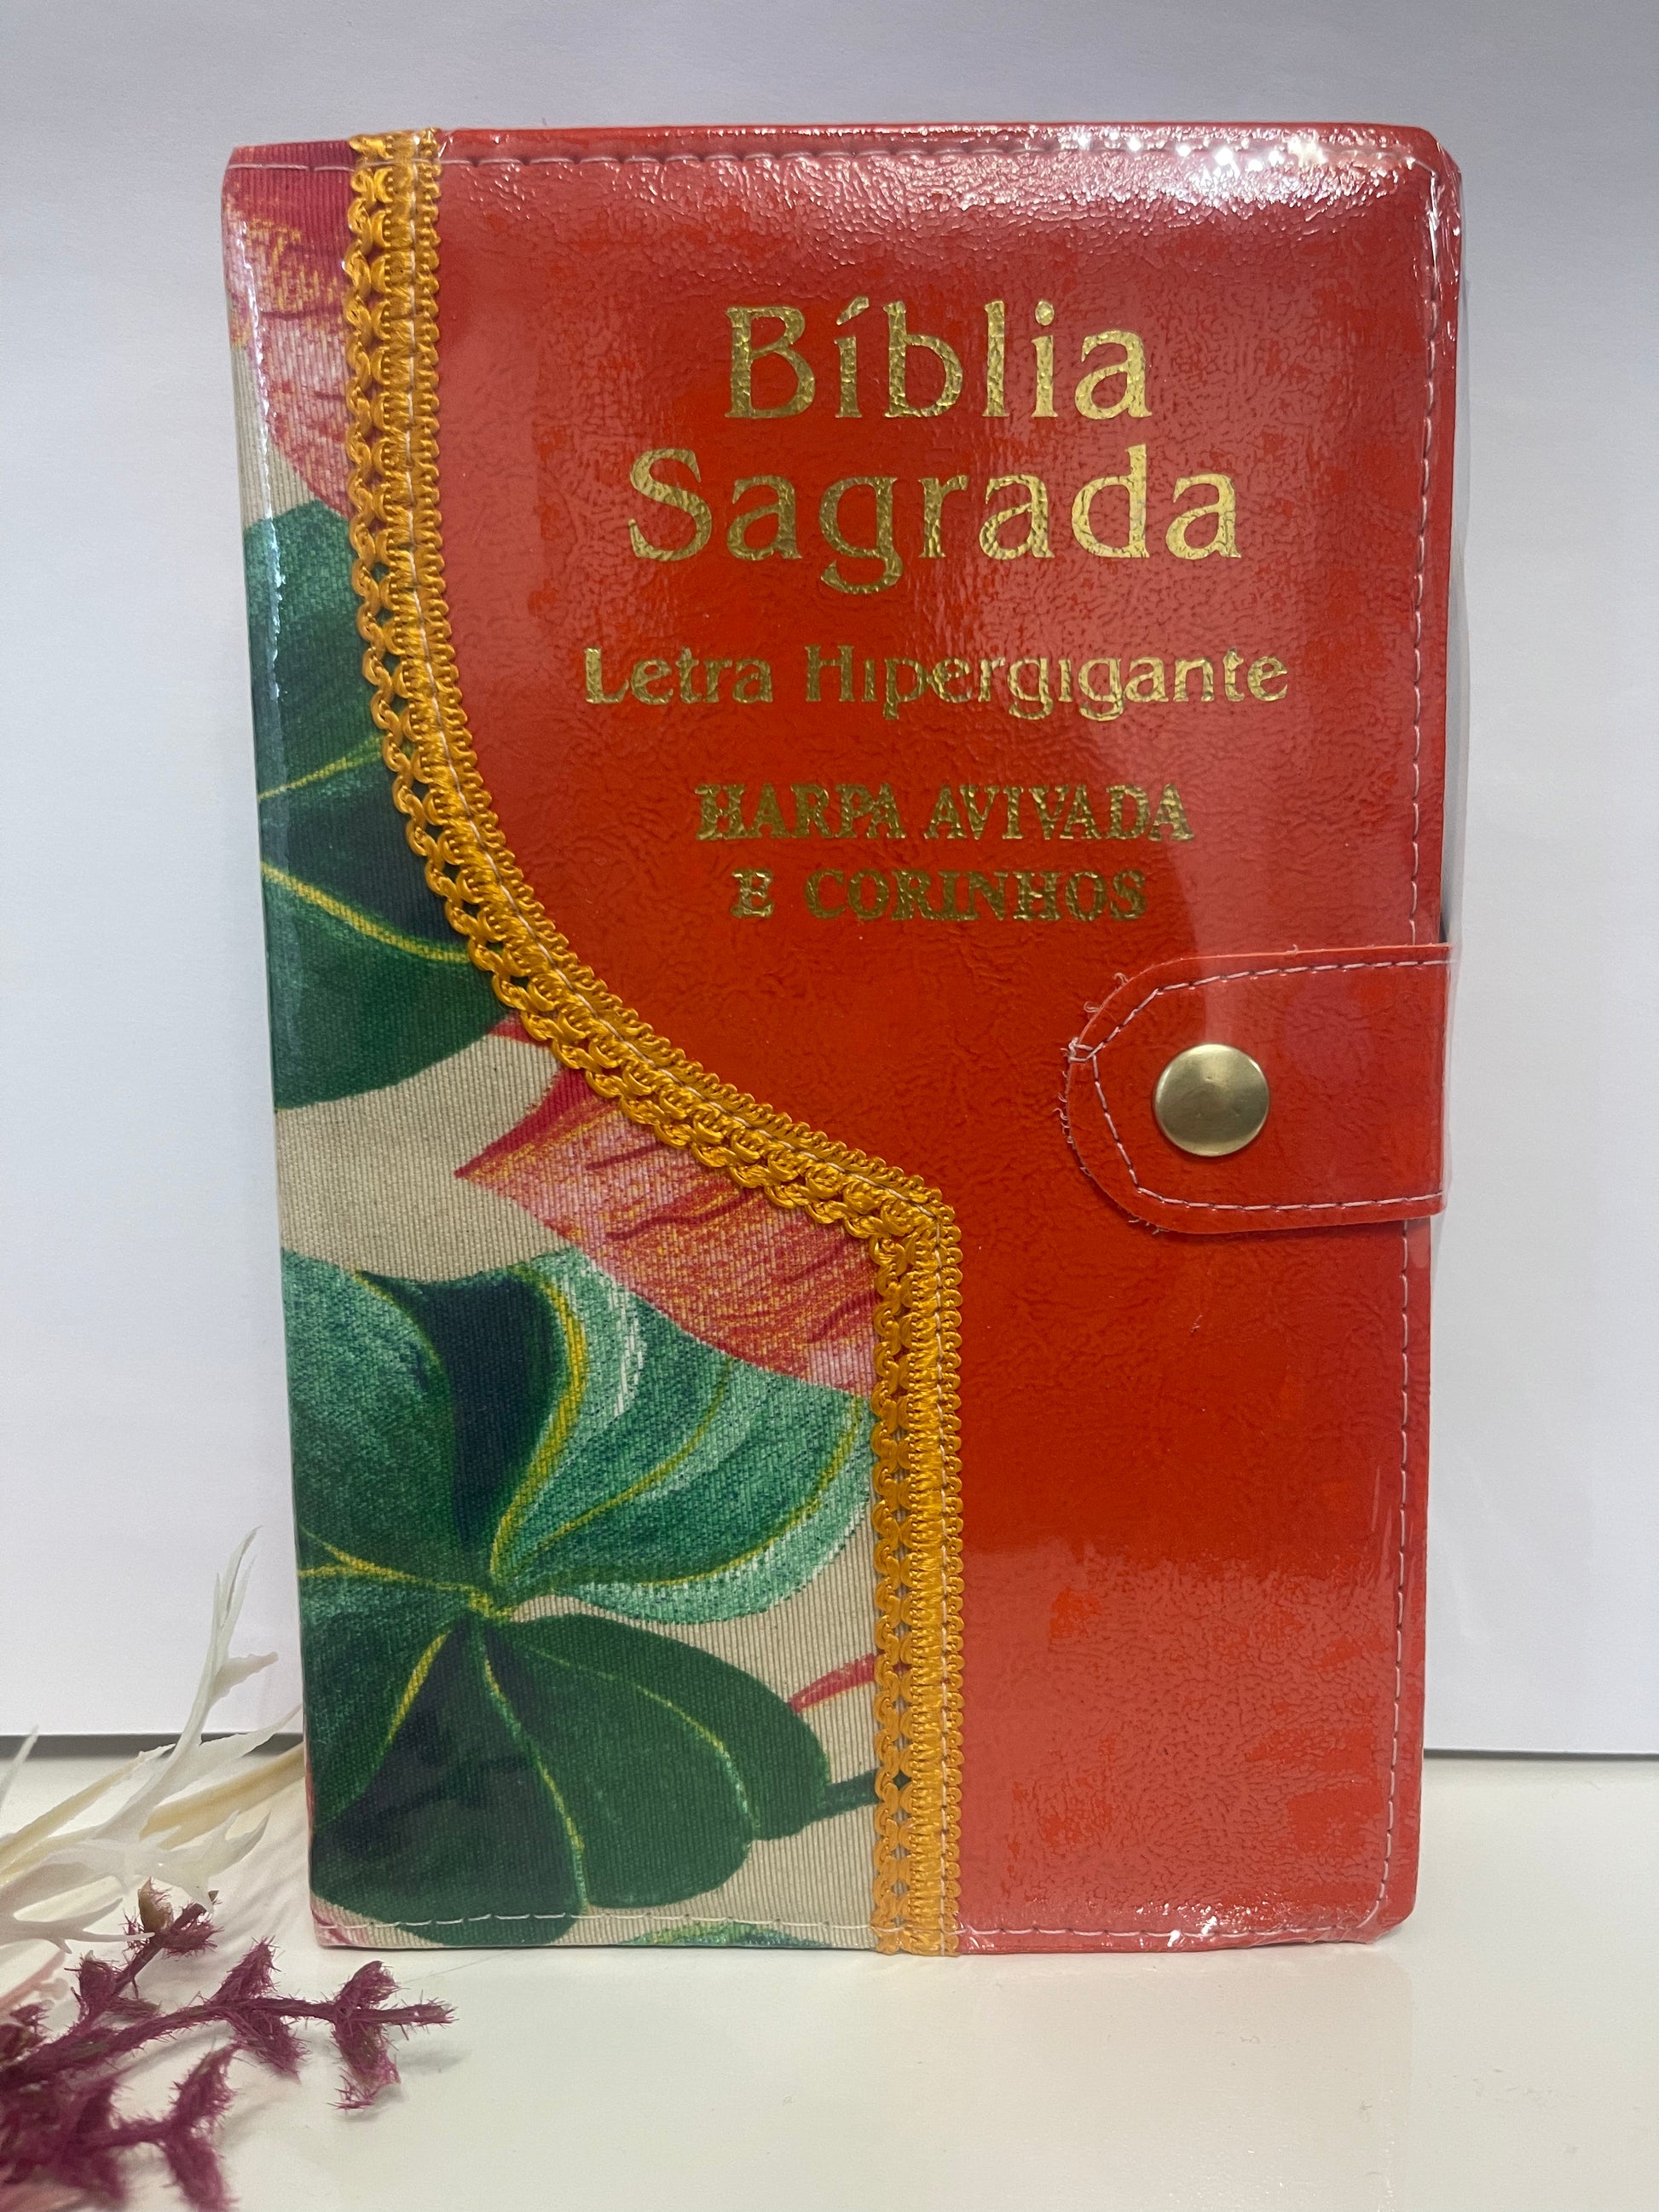 Bíblia
Sagrada
Letra Hipergigante
HARPA AVIVADA
E CORINHOS